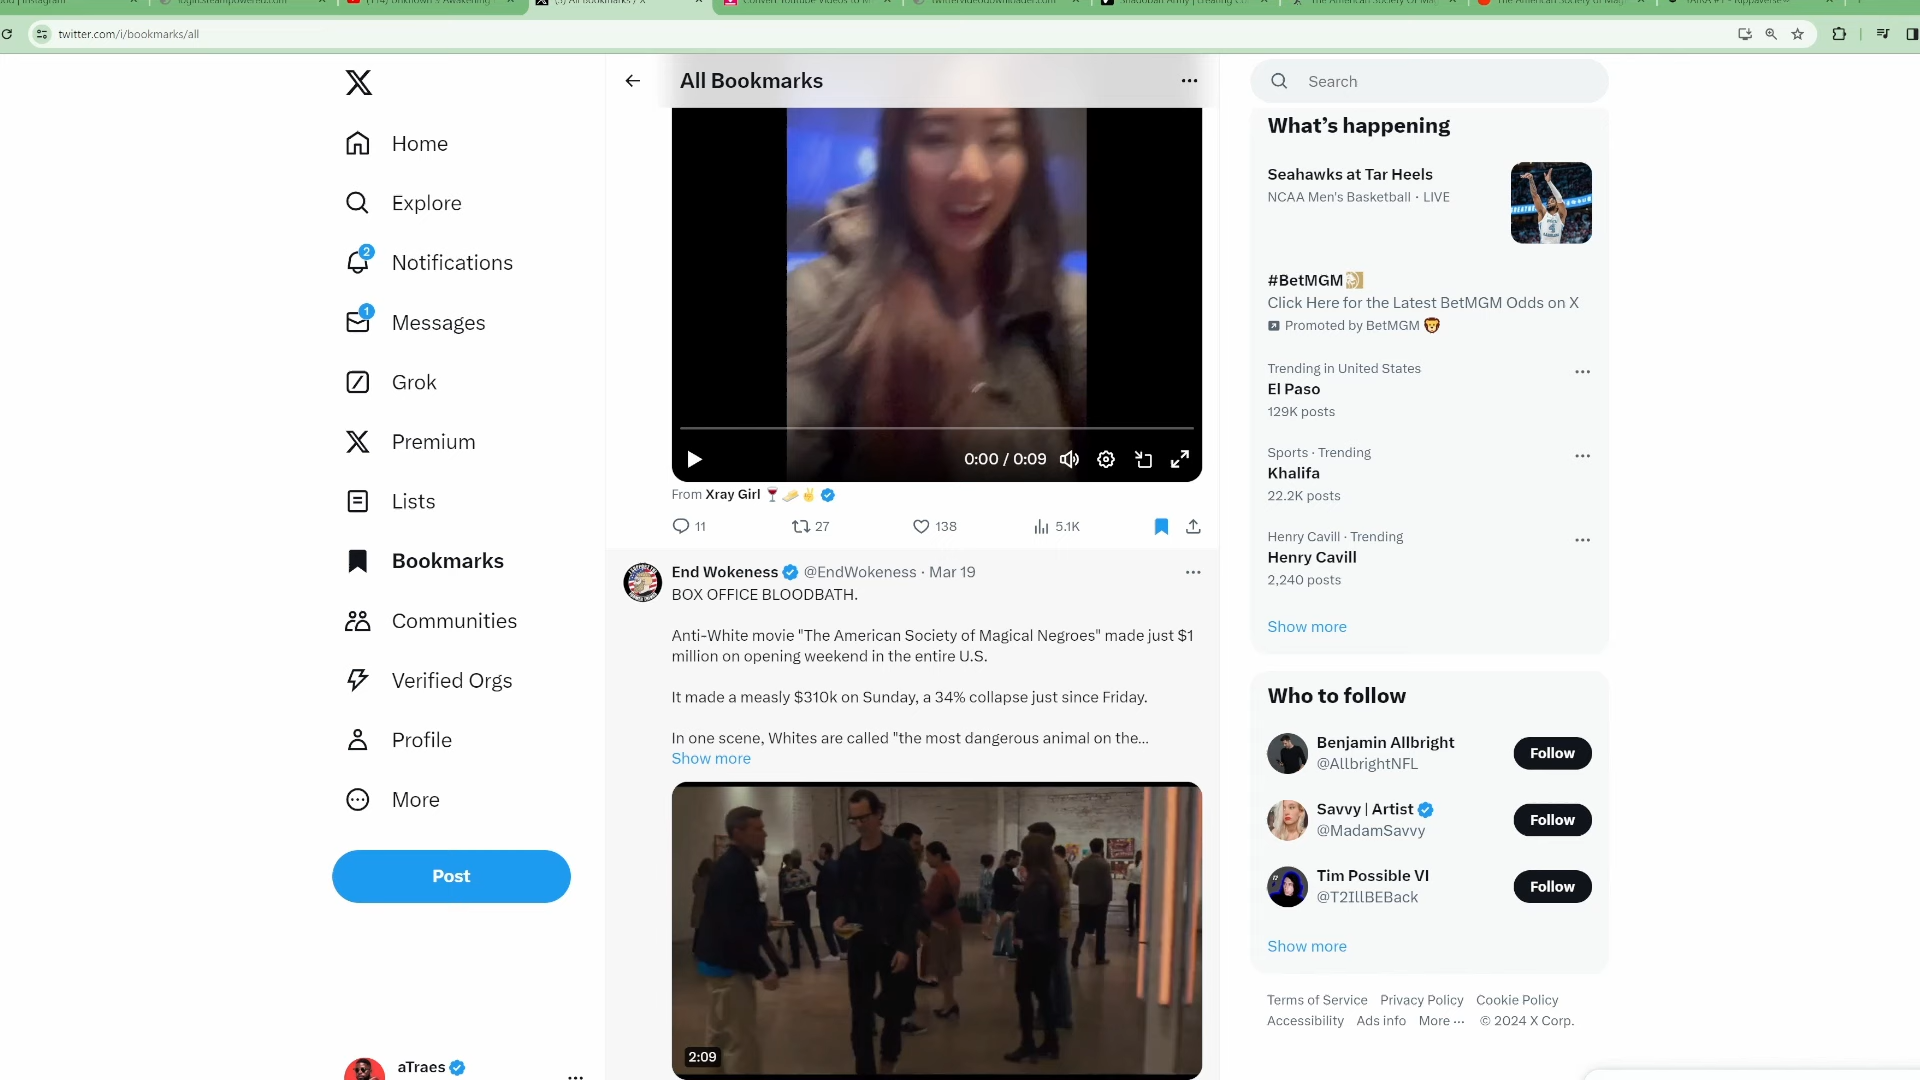 twitter.com/i/bookmarks/all
Home
Explore
2
Notifications
1
Messages
Grok
Premium
Lists
Bookmarks
Communities
Verified Orgs
Profile
More
Post
aTraes
All Bookmarks
0:00 / 0:09
From Xray Girl
11 27 138 5.1K
End Wokeness @EndWokeness · Mar 19
BOX OFFICE BLOODBATH.
Anti-White movie "The American Society of Magical Negroes" made just $1
million on opening weekend in the entire U.S.
It made a measly $310k on Sunday, a 34% collapse just since Friday.
In one scene, Whites are called "the most dangerous animal on the...
Show more
2:09
Search
What's happening
Seahawks at Tar Heels
NCAA Men's Basketball · LIVE
#BetMGM
Click Here for the Latest BetMGM Odds on X
Promoted by BetMGM
Trending in United States
El Paso
129K posts
Sports · Trending
Khalifa
22.2K posts
Henry Cavill · Trending
Henry Cavill
2,240 posts
Show more
Who to follow
Benjamin Allbright
@AllbrightNFL
Follow
Savvy | Artist
@MadamSavvy
Follow
Tim Possible VI
@T2IllBEBack
Follow
Show more
Terms of Service Privacy Policy Cookie Policy
Accessibility Ads info More ··· © 2024 X Corp.